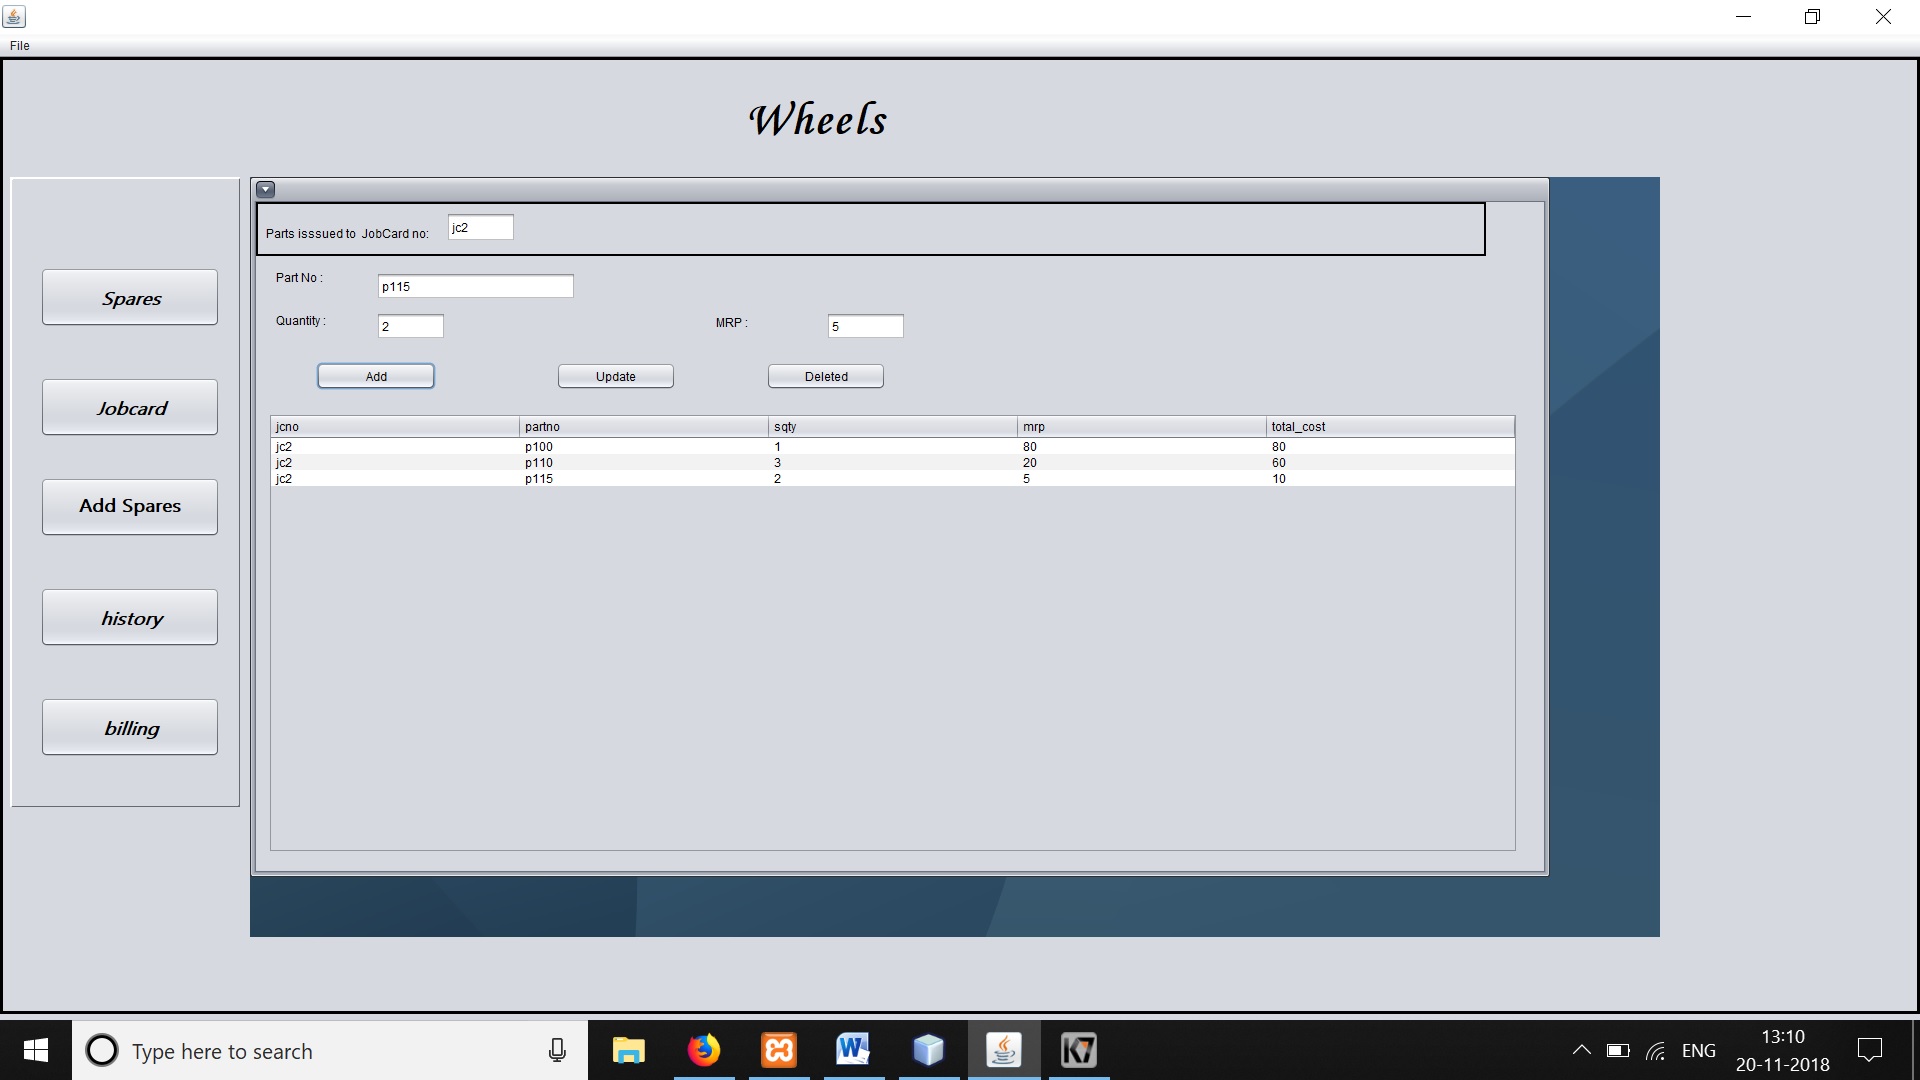 File
Wheels
Parts isssued to JobCard no: jc2
Part No : p115
Quantity : 2 MRP : 5
Add Update Deleted
Spares
Jobcard
Add Spares
history
billing
jcno partno sqty mrp total_cost
jc2 p100 1 80 80
jc2 p110 3 20 60
jc2 p115 2 5 10
Type here to search
W
K7
ENG
13:10
20-11-2018